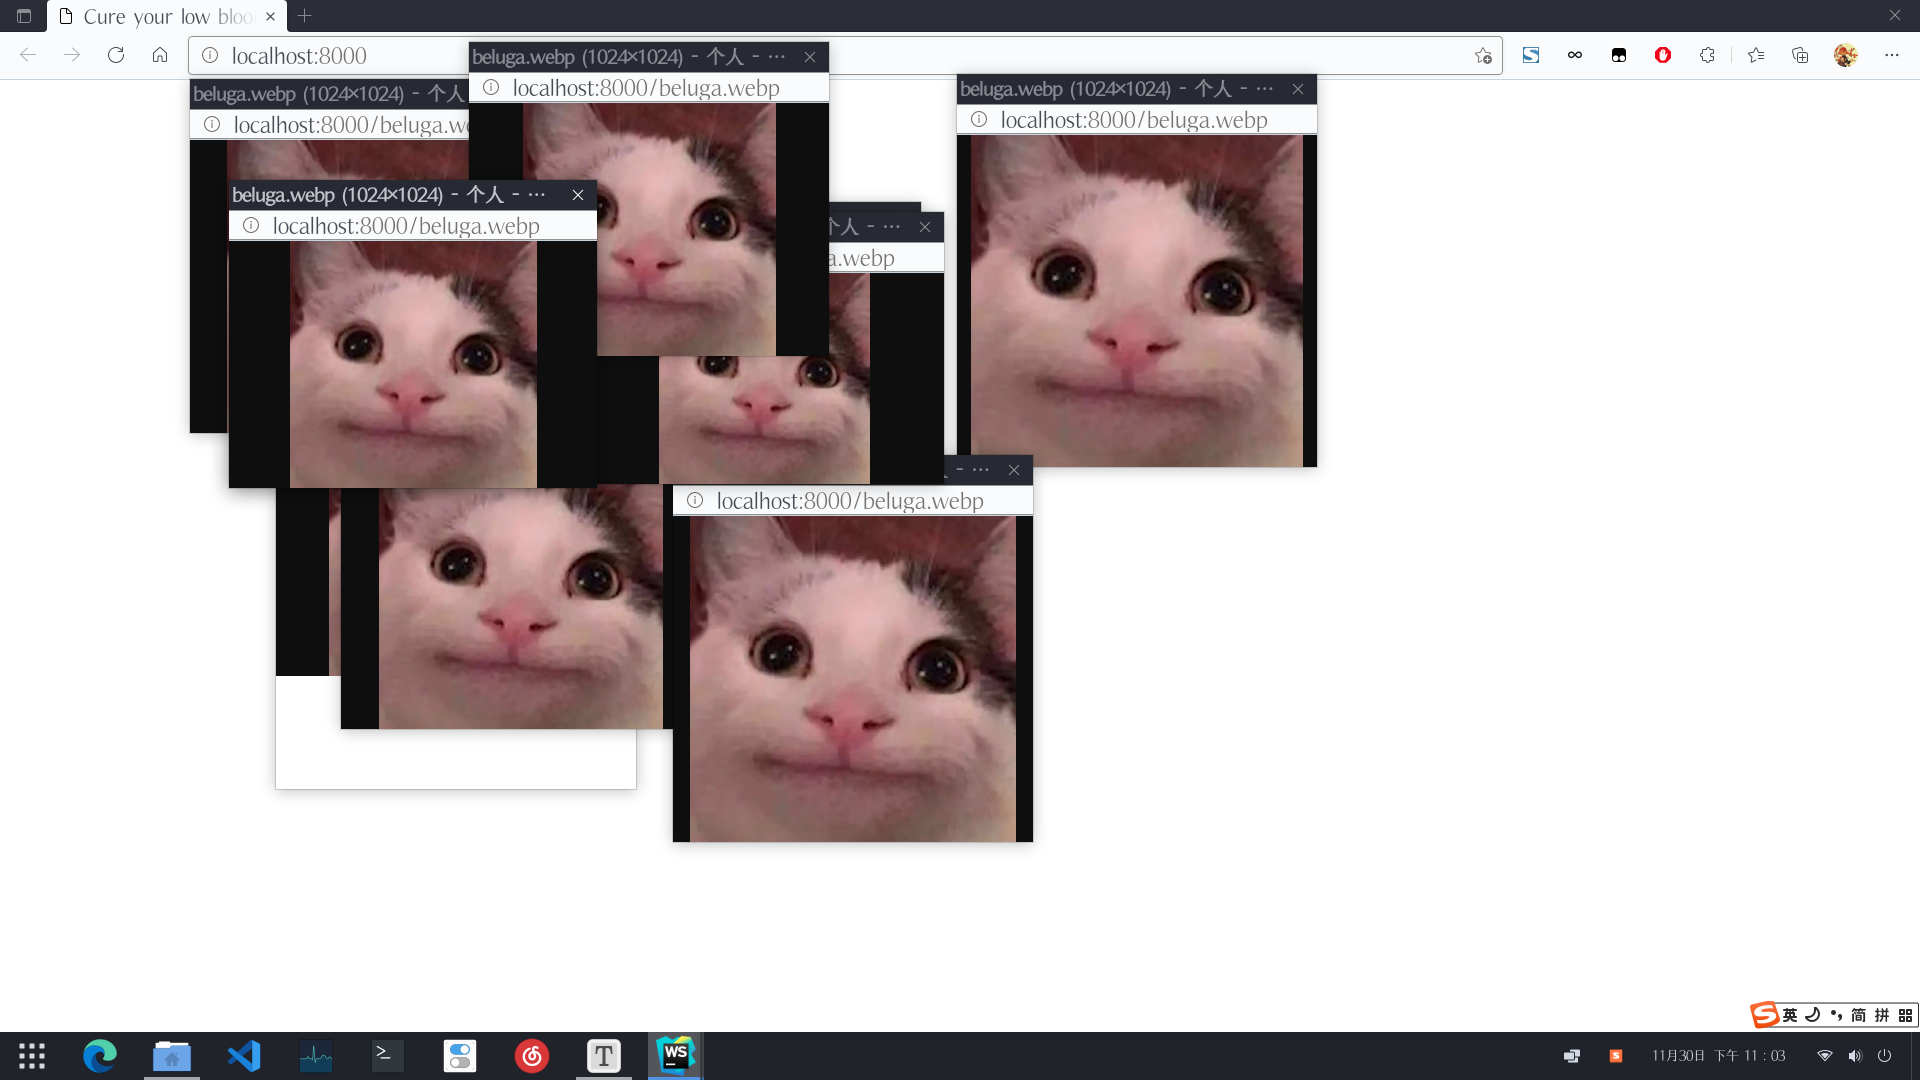 Cure your low bloo
localhost:8000
beluga.webp (1024×1024) - 个人 - ···
localhost:8000/beluga.webp
beluga.webp (1024×1024) - 个人 - ···
localhost:8000/beluga.webp
beluga.webp (1024×1024) - 个人
localhost:8000/beluga.we
beluga.webp (1024×1024) - 个人 - ···
localhost:8000/beluga.webp
个人 - ···
a.webp
- ···
localhost:8000/beluga.webp
英 简 拼
WS
T
11月30日 下午 11：03